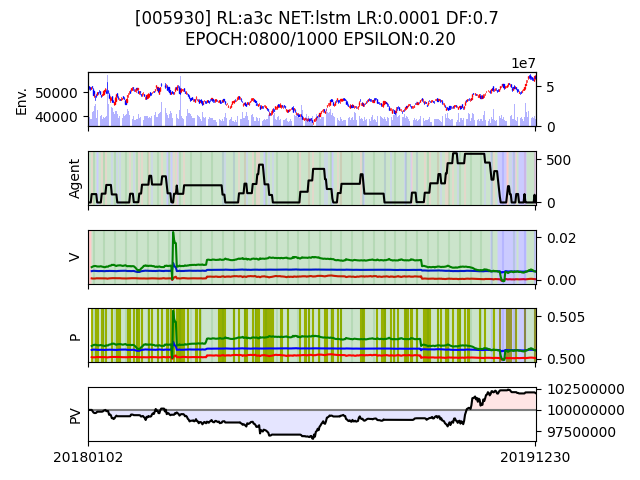 [005930] RL:a3c NET:lstm LR:0.0001 DF:0.7
EPOCH:0800/1000 EPSILON:0.20
1e7
Env.
50000
40000
5
0
Agent
500
0
V
0.02
0.00
P
0.505
0.500
PV
102500000
100000000
97500000
20180102
20191230